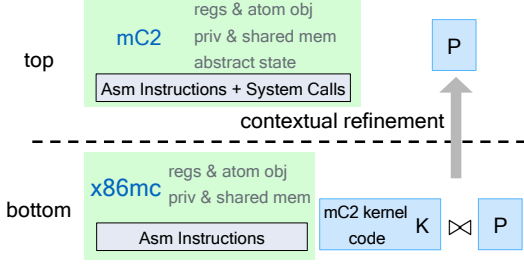 regs & atom obj
mC2
priv & shared mem
P
top
abstract state
Asm Instructions + System Calls
contextual refinement
regs & atom obj
x86mc
priv & shared mem
bottom
mC2 kernel
code
K
⋈
P
Asm Instructions